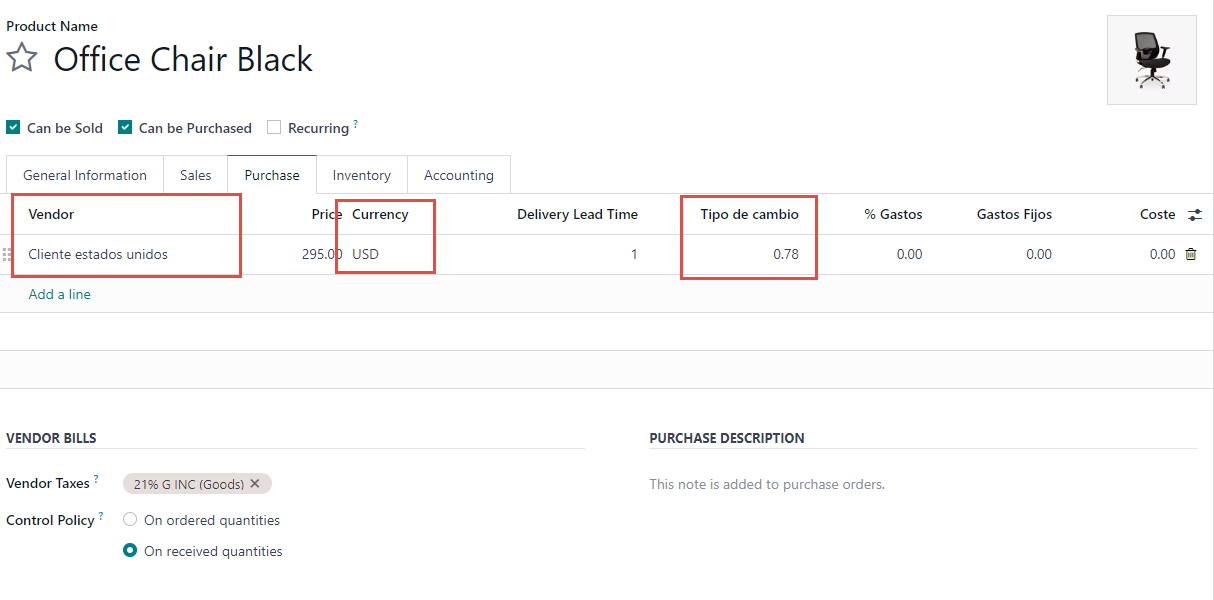 Product Name
Office Chair Black
Can be Sold Can be Purchased Recurring ?
General Information Sales Purchase Inventory Accounting
Vendor Price Currency Delivery Lead Time Tipo de cambio % Gastos Gastos Fijos Coste
Cliente estados unidos 295.00 USD 1 0.78 0.00 0.00 0.00
Add a line
VENDOR BILLS PURCHASE DESCRIPTION
Vendor Taxes ? 21% G INC (Goods) This note is added to purchase orders.
Control Policy ? On ordered quantities
On received quantities